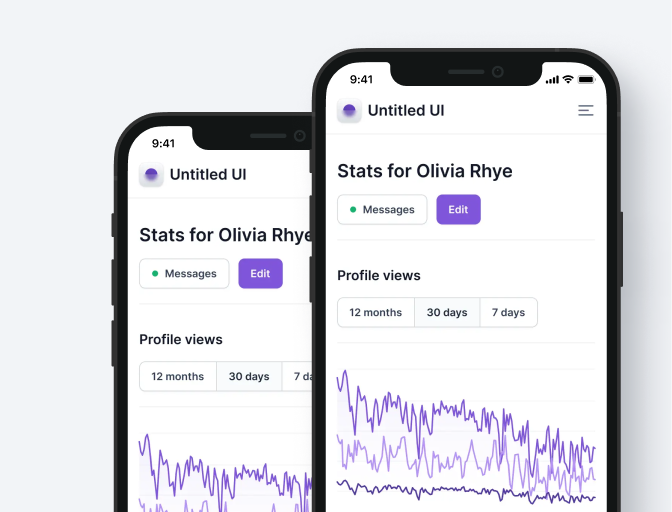 9:41
Untitled UI
Stats for Olivia Rhye
Messages
Edit
Profile views
12 months
30 days
7 da
9:41
Untitled UI
Stats for Olivia Rhye
Messages
Edit
Profile views
12 months
30 days
7 days